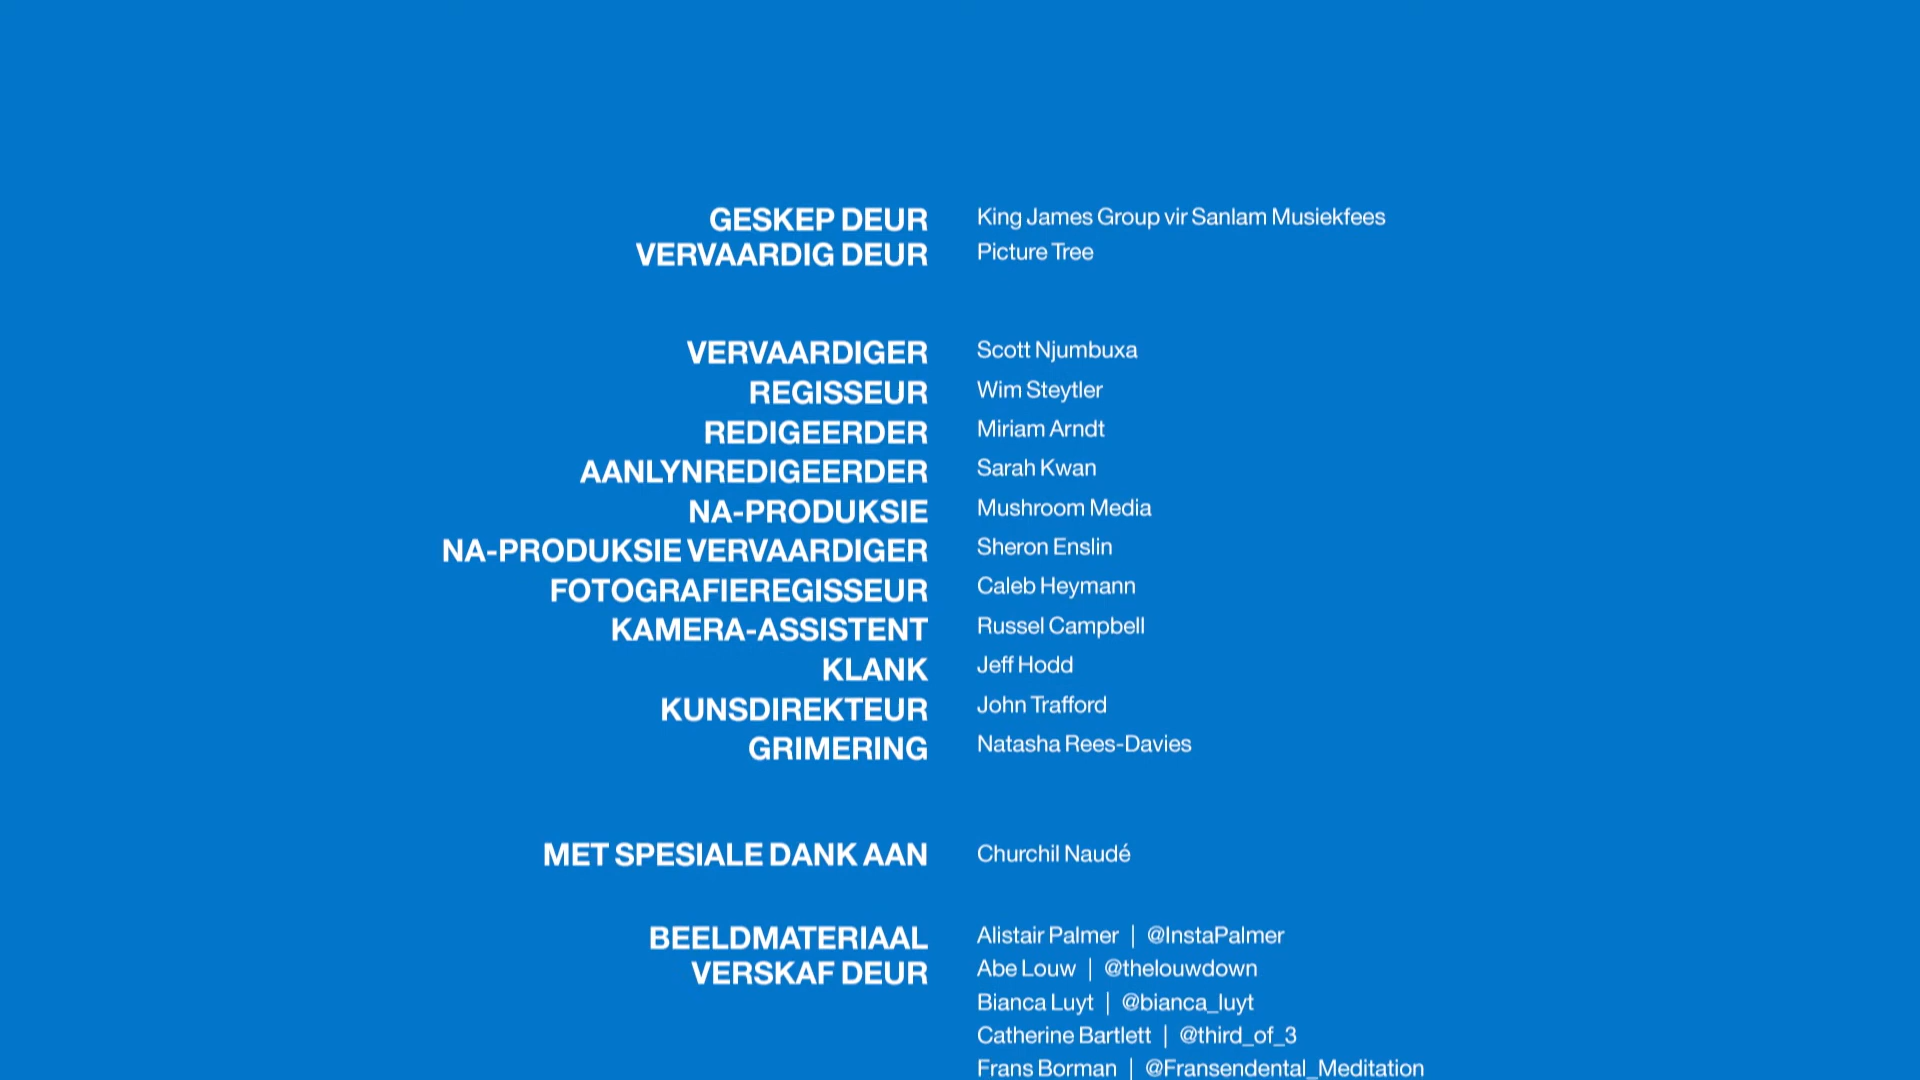 GESKEP DEUR King James Group vir Sanlam Musiekfees
VERVAARDIG DEUR Picture Tree
VERVAARDIGER Scott Njumbuxa
REGISSEUR Wim Steytler
REDIGEERDER Miriam Arndt
AANLYNREDIGEERDER Sarah Kwan
NA-PRODUKSIE Mushroom Media
NA-PRODUKSIE VERVAARDIGER Sheron Enslin
FOTOGRAFIEREGISSEUR Caleb Heymann
KAMERA-ASSISTENT Russel Campbell
KLANK Jeff Hodd
KUNSDIREKTEUR John Trafford
GRIMERING Natasha Rees-Davies
MET SPESIALE DANK AAN Churchil Naudé
BEELDMATERIAAL Alistair Palmer | @InstaPalmer
VERSKAF DEUR Abe Louw | @thelouwdown
Bianca Luyt | @bianca_luyt
Catherine Bartlett | @third_of_3
Frans Borman | @Fransendental_Meditation